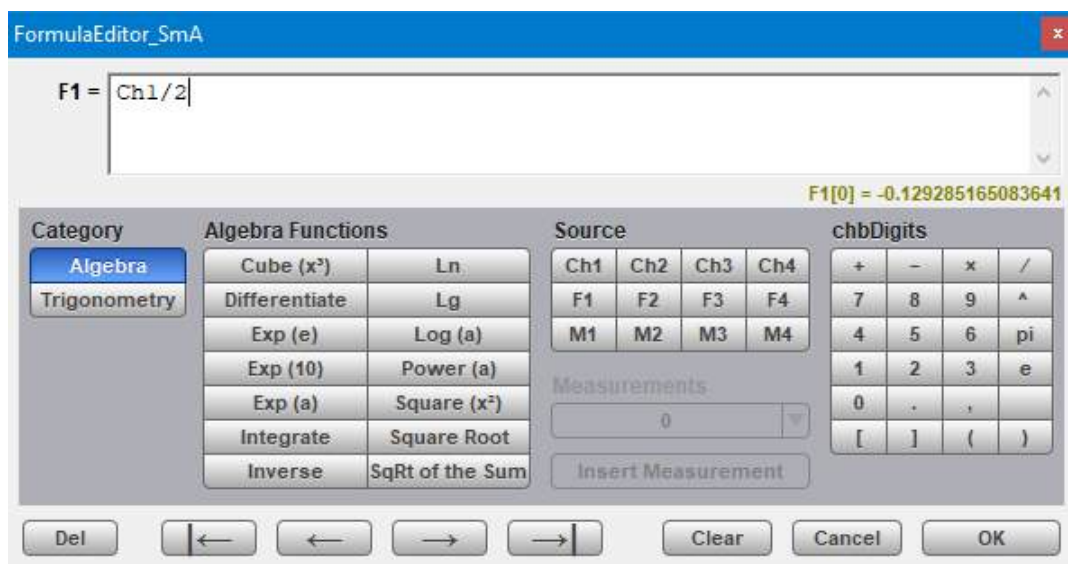 FormulaEditor_SmA
x
F1 = Ch1/2
F1[0] = -0.129285165083641
Category Algebra Functions Source chbDigits
Algebra Cube (x³) Ln Ch1 Ch2 Ch3 Ch4 + - x /
Trigonometry Differentiate Lg F1 F2 F3 F4 7 8 9 ^
Exp (e) Log (a) M1 M2 M3 M4 4 5 6 pi
Exp (10) Power (a) Measurements 1 2 3 e
Exp (a) Square (x²) 0 0 . ,
Integrate Square Root [ ] ( )
Inverse SqRt of the Sum Insert Measurement
Del |← ← → →| Clear Cancel OK